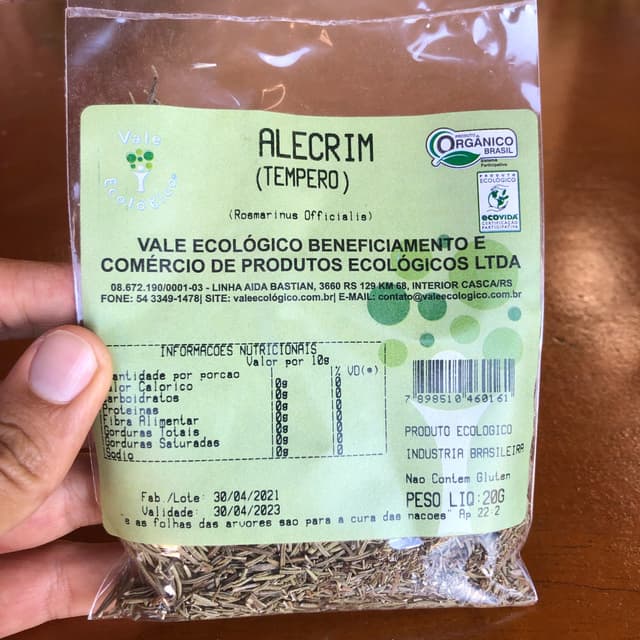 Vale
Ecológico
ALECRIM
(TEMPERO)
(Rosmarinus Officialis)
PRODUTO
ORGÂNICO
BRASIL
Sistema
Participativo
PRODUTO
ECOLÓGICO
ecovida
CERTIFICAÇÃO
PARTICIPATIVA
VALE ECOLÓGICO BENEFICIAMENTO E
COMÉRCIO DE PRODUTOS ECOLÓGICOS LTDA
08.672.190/0001-03 - LINHA AIDA BASTIAN, 3660 RS 129 KM 68, INTERIOR CASCA/RS
FONE: 54 3349-1478| SITE: valeecológico.com.br| E-MAIL: contato@valeecologico.com.br
INFORMACOES NUTRICIONAIS
Valor por 10g
Quantidade por porcao % VD(*)
Valor Calorico 0g 0
Carboidratos 0g 0
Proteinas 0g 0
Fibra Alimentar 0g 0
Gorduras Totais 0g 0
Gorduras Saturadas 0g 0
Sodio 0g 0
7 898510 460161
PRODUTO ECOLOGICO
INDUSTRIA BRASILEIRA
Nao Contem Gluten
PESO LIQ:20G
Fab./Lote: 30/04/2021
Validade: 30/04/2023
"e as folhas das arvores sao para a cura das nacoes" Ap 22:2